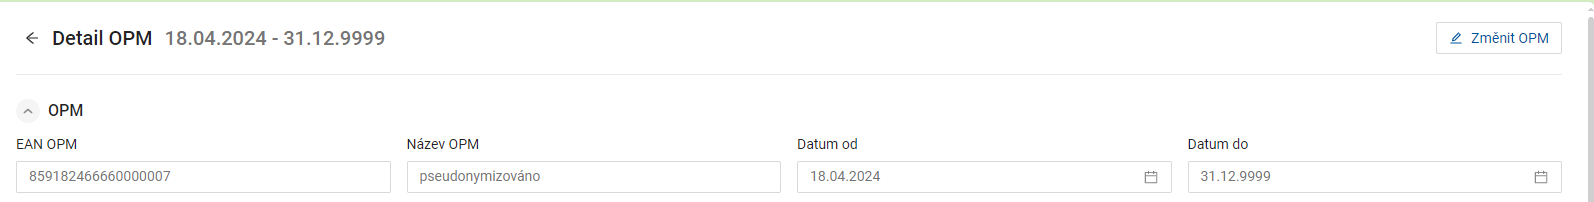 Detail OPM 18.04.2024 - 31.12.9999
Změnit OPM
OPM
EAN OPM Název OPM Datum od Datum do
859182466660000007 pseudonymizováno 18.04.2024 31.12.9999